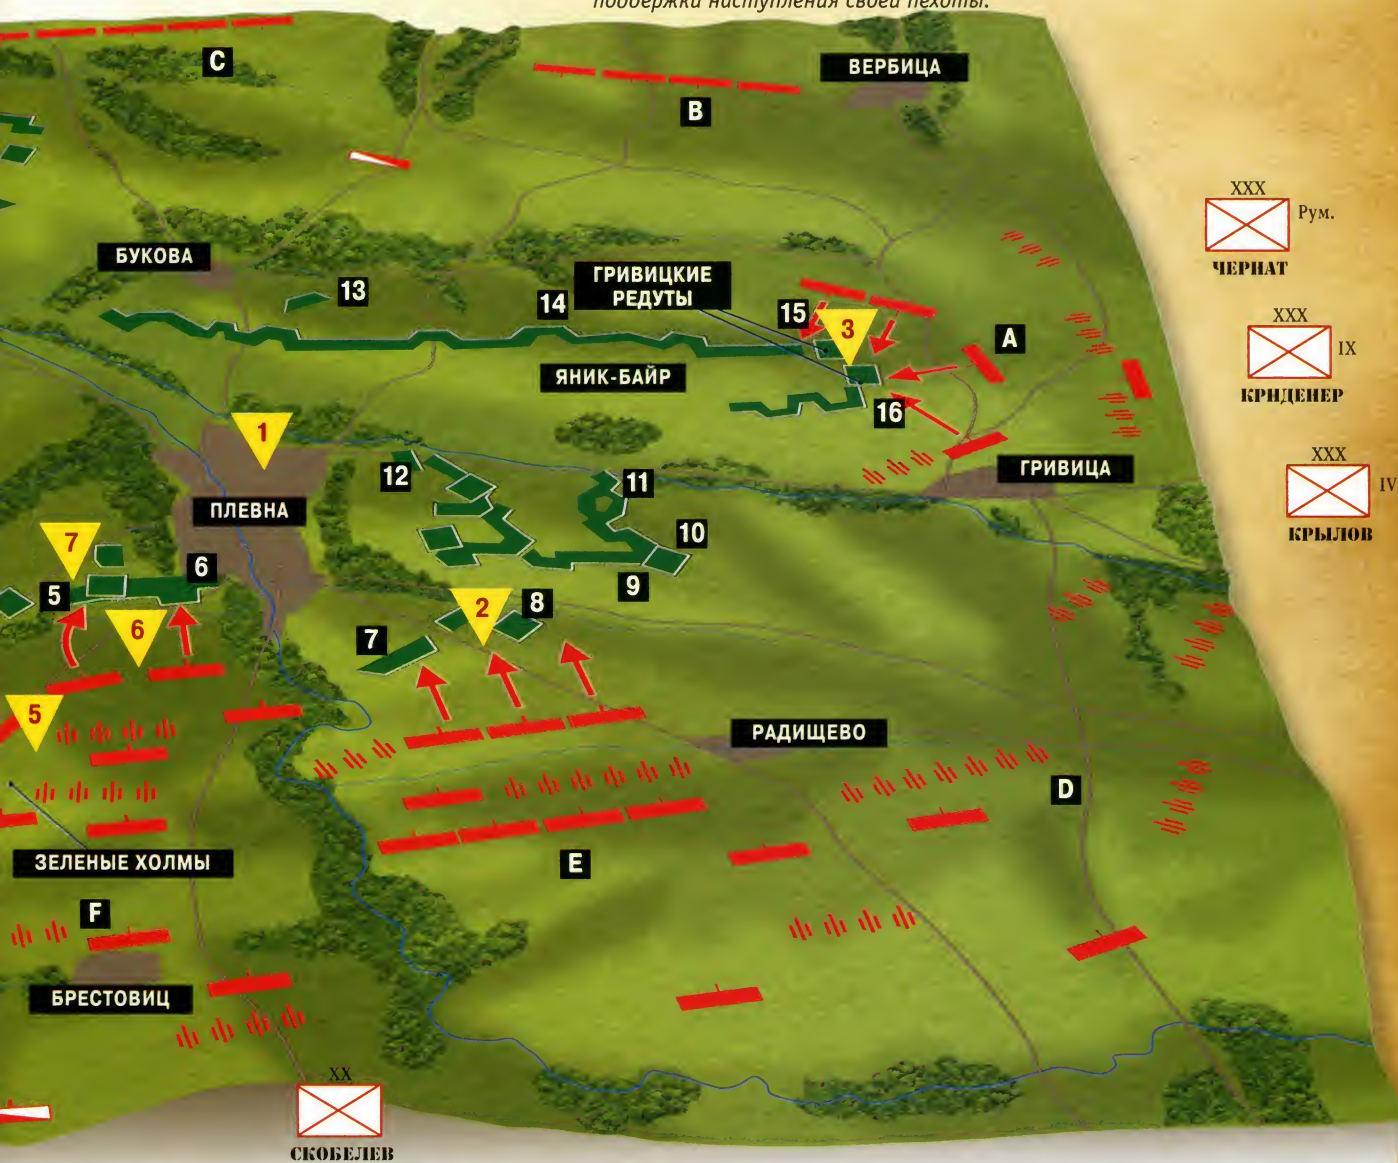 поддержки наступления своей пехоты.
C
B
ВЕРБИЦА
XXX
Рум.
ЧЕРНАТ
БУКОВА
13
14
ГРИВИЦКИЕ
РЕДУТЫ
15
3
A
XXX
IX
КРИДЕНЕР
ЯНИК-БАЙР
16
1
12
11
ГРИВИЦА
XXX
IV
КРЫЛОВ
ПЛЕВНА
7
10
6
5
9
6
2
8
7
5
РАДИЩЕВО
D
ЗЕЛЕНЫЕ ХОЛМЫ
E
F
БРЕСТОВИЦ
XX
СКОБЕЛЕВ